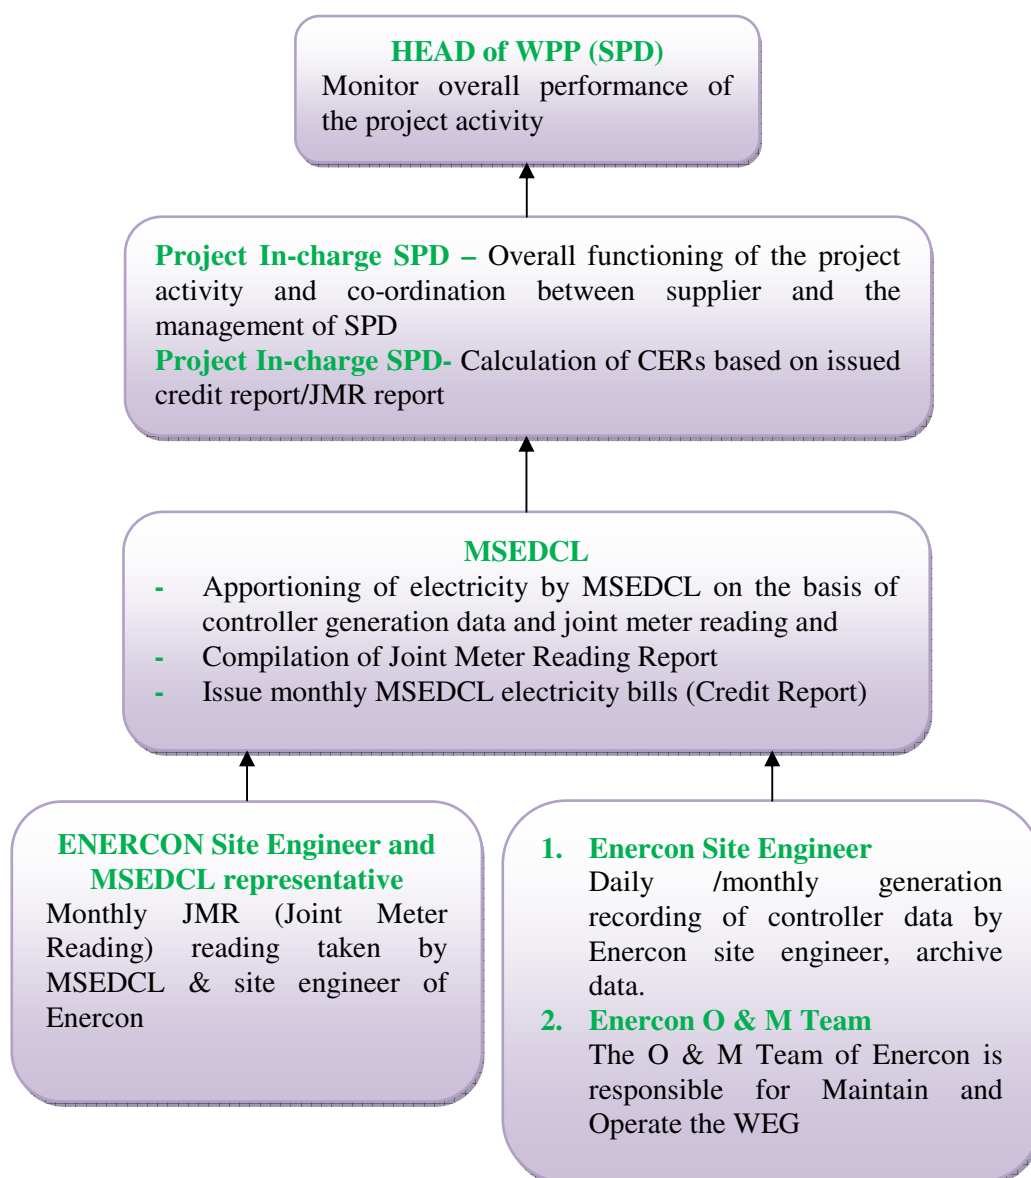 HEAD of WPP (SPD)
Monitor overall performance of
the project activity
Project In-charge SPD – Overall functioning of the project
activity and co-ordination between supplier and the
management of SPD
Project In-charge SPD- Calculation of CERs based on issued
credit report/JMR report
MSEDCL
- Apportioning of electricity by MSEDCL on the basis of
controller generation data and joint meter reading and
- Compilation of Joint Meter Reading Report
- Issue monthly MSEDCL electricity bills (Credit Report)
ENERCON Site Engineer and
MSEDCL representative
Monthly JMR (Joint Meter
Reading) reading taken by
MSEDCL & site engineer of
Enercon
1. Enercon Site Engineer
Daily /monthly generation
recording of controller data by
Enercon site engineer, archive
data.
2. Enercon O & M Team
The O & M Team of Enercon is
responsible for Maintain and
Operate the WEG